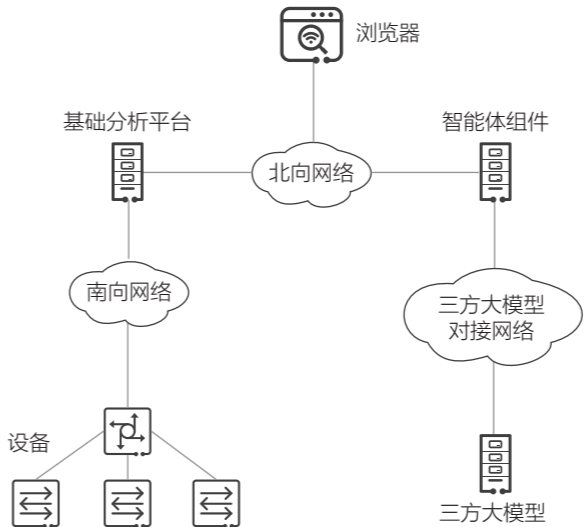 浏览器
基础分析平台
智能体组件
北向网络
南向网络
三方大模型
对接网络
设备
三方大模型